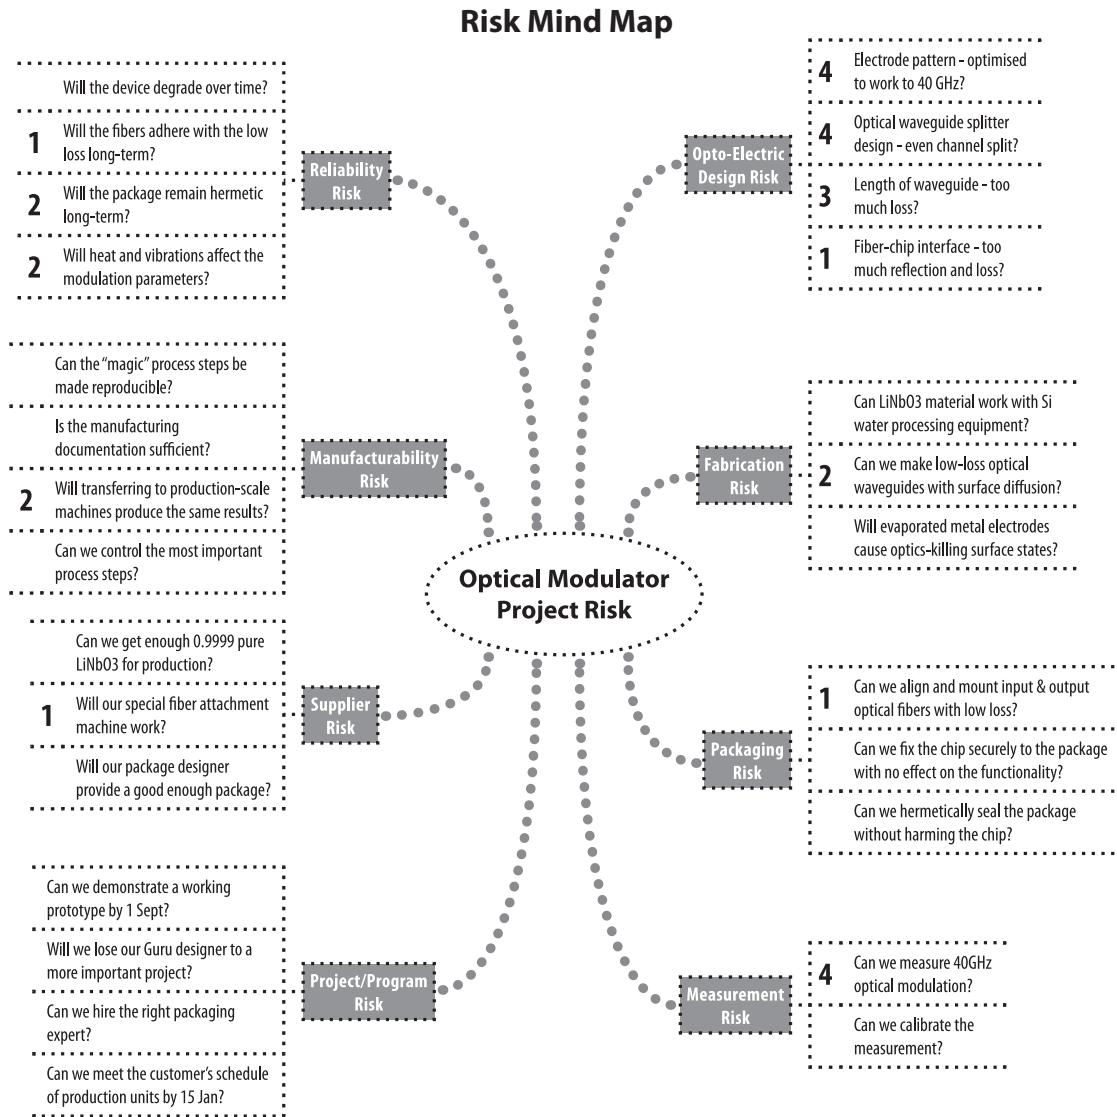 Risk Mind Map
Will the device degrade over time?
1
Will the fibers adhere with the low
loss long-term?
2
Will the package remain hermetic
long-term?
2
Will heat and vibrations affect the
modulation parameters?
Reliability
Risk
4
Electrode pattern - optimised
to work to 40 GHz?
4
Optical waveguide splitter
design - even channel split?
3
Length of waveguide - too
much loss?
1
Fiber-chip interface - too
much reflection and loss?
Opto-Electric
Design Risk
Can the “magic” process steps be
made reproducible?
Is the manufacturing
documentation sufficient?
2
Will transferring to production-scale
machines produce the same results?
Can we control the most important
process steps?
Manufacturability
Risk
Can LiNbO3 material work with Si
water processing equipment?
2
Can we make low-loss optical
waveguides with surface diffusion?
Will evaporated metal electrodes
cause optics-killing surface states?
Fabrication
Risk
Optical Modulator
Project Risk
Can we get enough 0.9999 pure
LiNbO3 for production?
1
Will our special fiber attachment
machine work?
Will our package designer
provide a good enough package?
Supplier
Risk
1
Can we align and mount input & output
optical fibers with low loss?
Can we fix the chip securely to the package
with no effect on the functionality?
Can we hermetically seal the package
without harming the chip?
Packaging
Risk
Can we demonstrate a working
prototype by 1 Sept?
Will we lose our Guru designer to a
more important project?
Can we hire the right packaging
expert?
Can we meet the customer’s schedule
of production units by 15 Jan?
Project/Program
Risk
4
Can we measure 40GHz
optical modulation?
Can we calibrate the
measurement?
Measurement
Risk